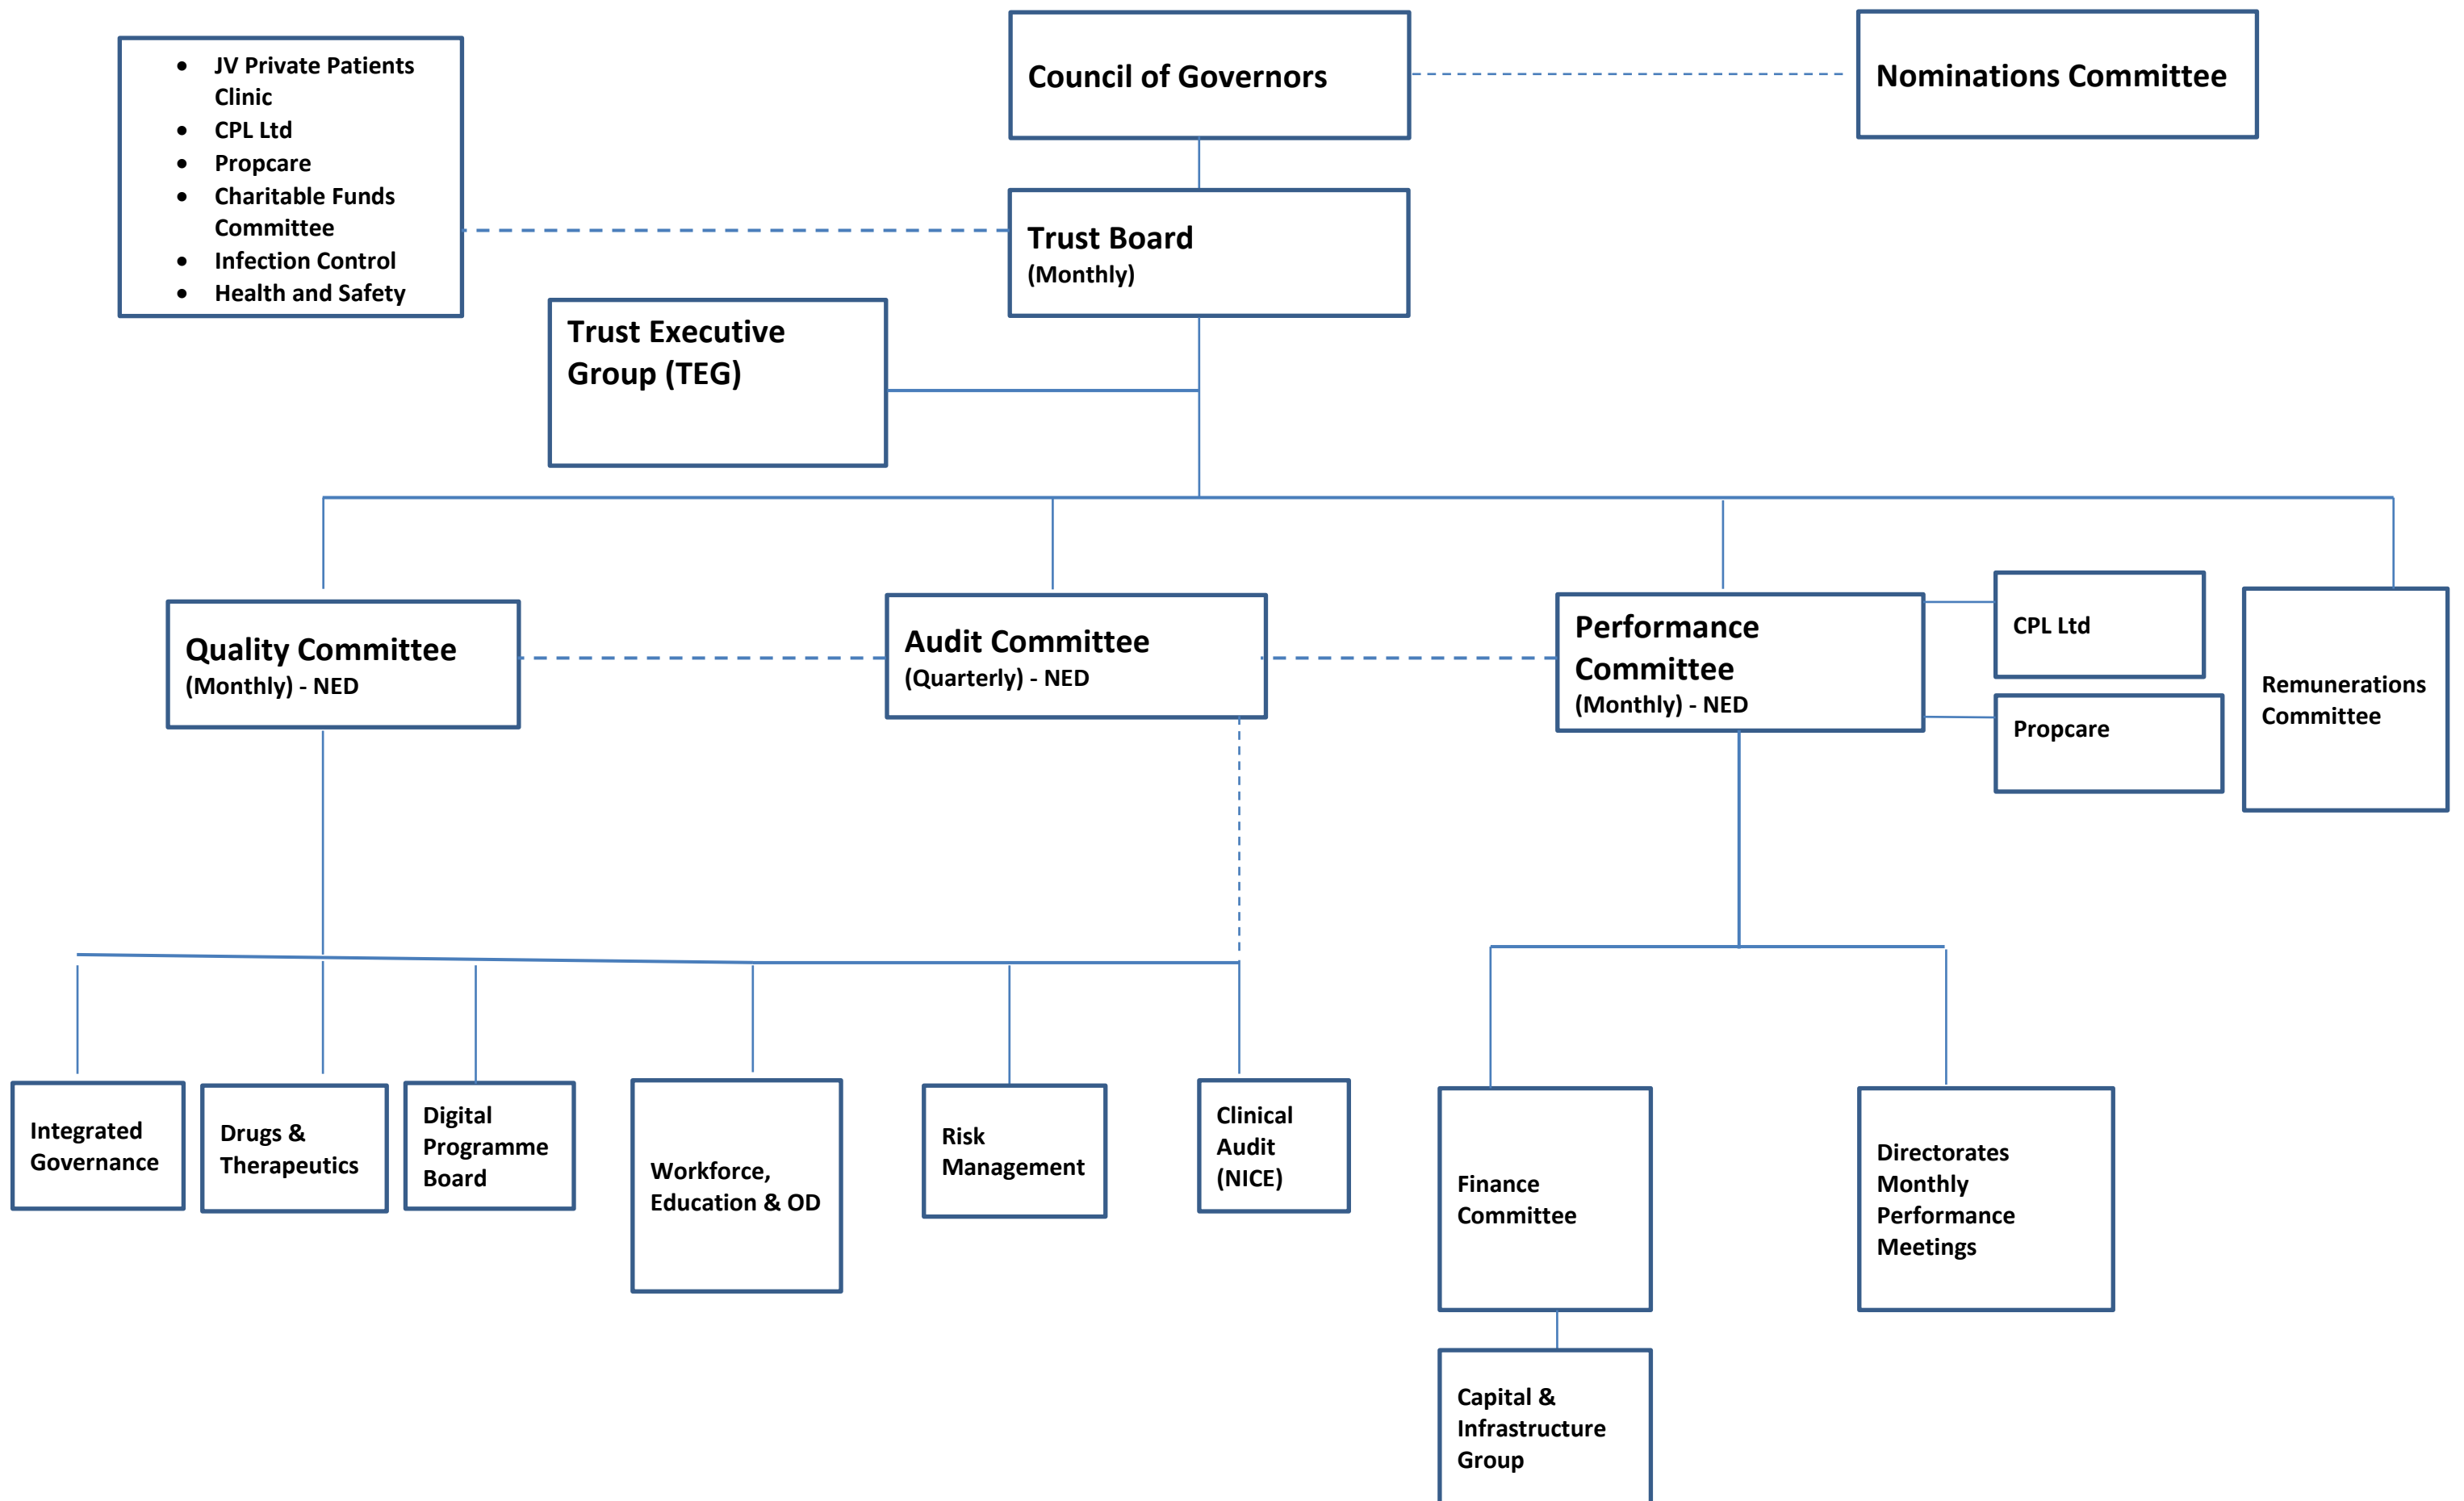 • JV Private Patients
Clinic
• CPL Ltd
• Propcare
• Charitable Funds
Committee
• Infection Control
• Health and Safety
Council of Governors
Nominations Committee
Trust Board
(Monthly)
Trust Executive
Group (TEG)
Quality Committee
(Monthly) - NED
Audit Committee
(Quarterly) - NED
Performance
Committee
(Monthly) - NED
CPL Ltd
Propcare
Remunerations
Committee
Integrated
Governance
Drugs &
Therapeutics
Digital
Programme
Board
Workforce,
Education & OD
Risk
Management
Clinical
Audit
(NICE)
Finance
Committee
Directorates
Monthly
Performance
Meetings
Capital &
Infrastructure
Group